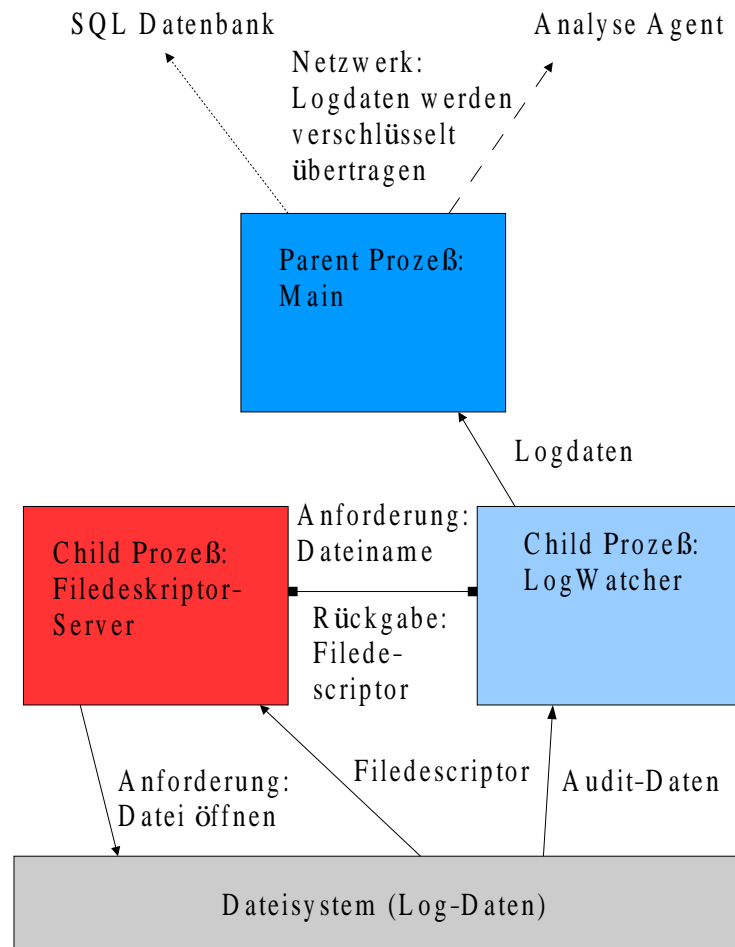 SQL Datenbank
Analyse Agent
Netzwerk:
Logdaten werden
verschlüsselt
übertragen
Parent Prozeß:
Main
Logdaten
Anforderung:
Dateiname
Child Prozeß:
Filedeskriptor-
Server
Child Prozeß:
LogWatcher
Rückgabe:
Filede-
scriptor
Anforderung:
Datei öffnen
Filedescriptor
Audit-Daten
Dateisystem (Log-Daten)